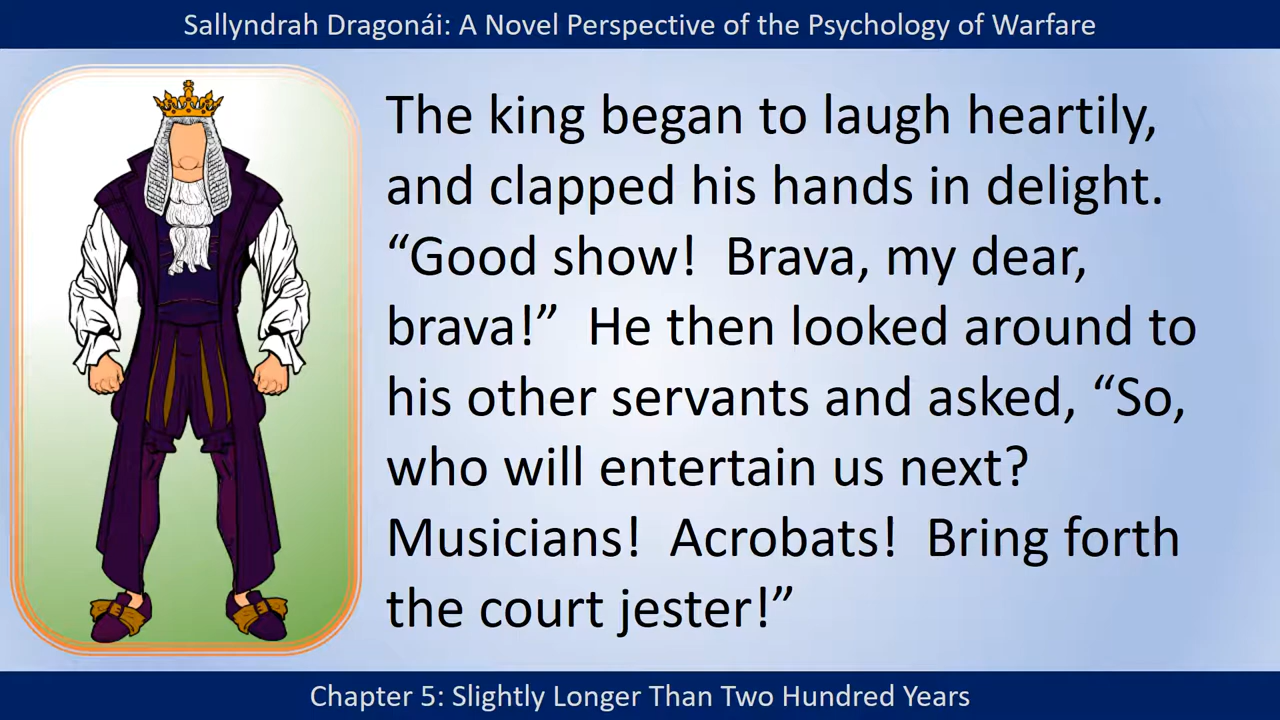 Sallyndrah Dragonái: A Novel Perspective of the Psychology of Warfare
The king began to laugh heartily,
and clapped his hands in delight.
“Good show!  Brava, my dear,
brava!”  He then looked around to
his other servants and asked, “So,
who will entertain us next?
Musicians!  Acrobats!  Bring forth
the court jester!”
Chapter 5: Slightly Longer Than Two Hundred Years